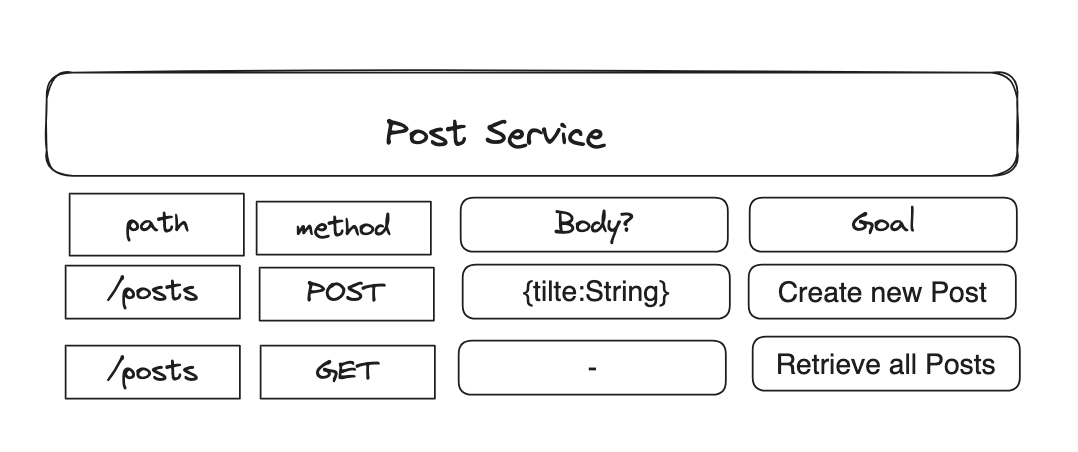 Post Service
path method Body? Goal
/posts POST {tilte:String} Create new Post
/posts GET - Retrieve all Posts